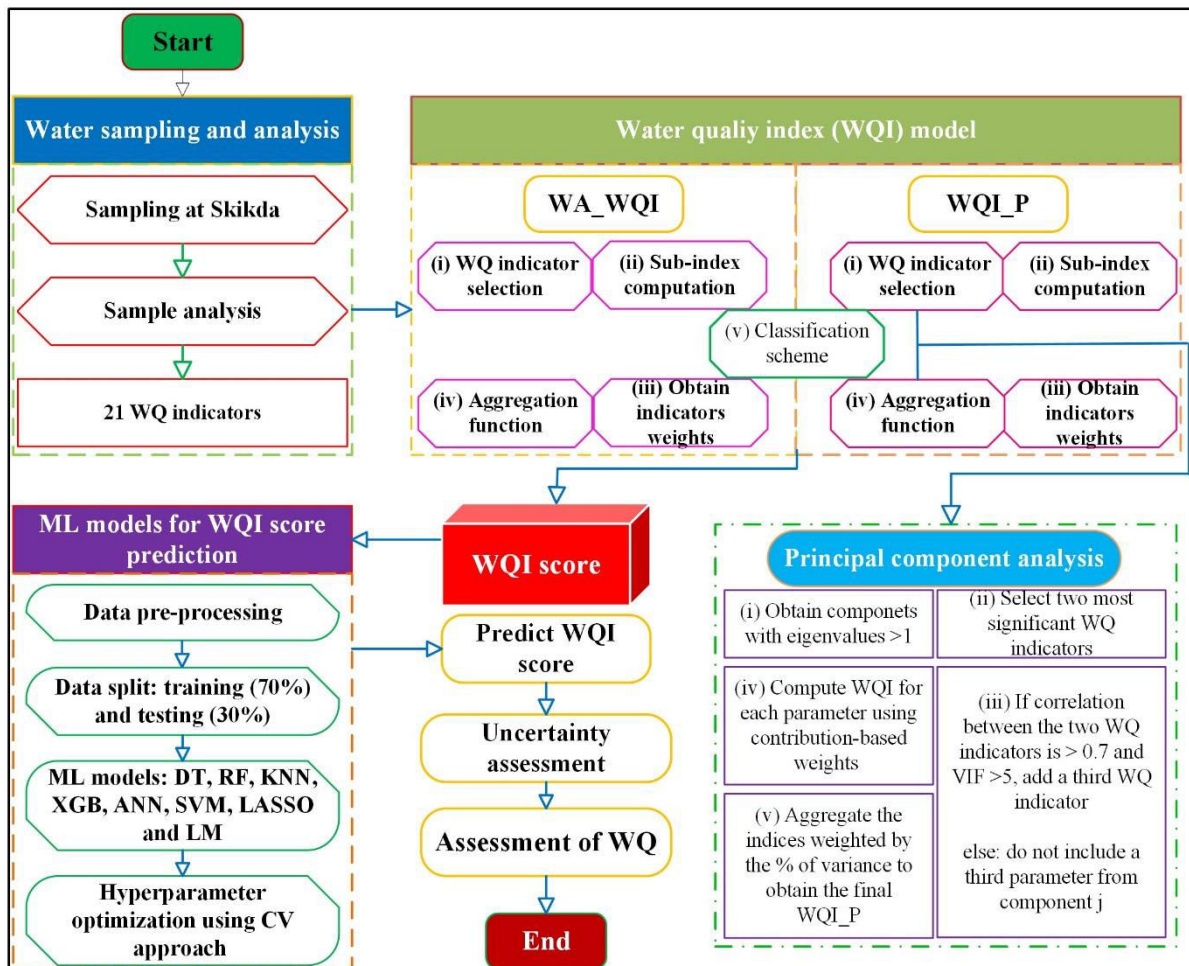 Start
Water sampling and analysis
Sampling at Skikda
Sample analysis
21 WQ indicators
Water qualiy index (WQI) model
WA_WQI
(i) WQ indicator
selection
(ii) Sub-index
computation
(iv) Aggregation
function
(iii) Obtain
indicators
weights
(v) Classification
scheme
WQI_P
(i) WQ indicator
selection
(ii) Sub-index
computation
(iv) Aggregation
function
(iii) Obtain
indicators
weights
ML models for WQI score
prediction
Data pre-processing
Data split: training (70%)
and testing (30%)
ML models: DT, RF, KNN,
XGB, ANN, SVM, LASSO
and LM
Hyperparameter
optimization using CV
approach
WQI score
Predict WQI
score
Uncertainty
assessment
Assessment of WQ
End
Principal component analysis
(i) Obtain componets
with eigenvalues >1
(ii) Select two most
significant WQ
indicators
(iv) Compute WQI for
each parameter using
contribution-based
weights
(iii) If correlation
between the two WQ
indicators is > 0.7 and
VIF >5, add a third WQ
indicator
else: do not include a
third parameter from
component j
(v) Aggregate the
indices weighted by
the % of variance to
obtain the final
WQI_P